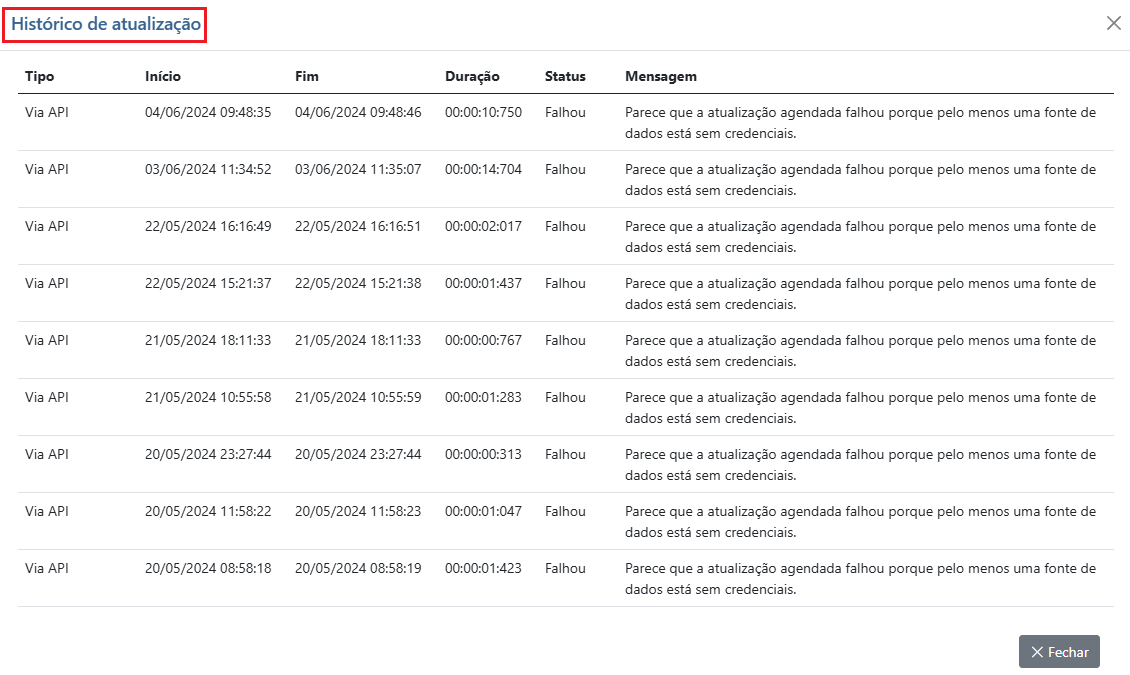 Histórico de atualização
Tipo Início Fim Duração Status Mensagem
Via API 04/06/2024 09:48:35 04/06/2024 09:48:46 00:00:10:750 Falhou Parece que a atualização agendada falhou porque pelo menos uma fonte de
dados está sem credenciais.
Via API 03/06/2024 11:34:52 03/06/2024 11:35:07 00:00:14:704 Falhou Parece que a atualização agendada falhou porque pelo menos uma fonte de
dados está sem credenciais.
Via API 22/05/2024 16:16:49 22/05/2024 16:16:51 00:00:02:017 Falhou Parece que a atualização agendada falhou porque pelo menos uma fonte de
dados está sem credenciais.
Via API 22/05/2024 15:21:37 22/05/2024 15:21:38 00:00:01:437 Falhou Parece que a atualização agendada falhou porque pelo menos uma fonte de
dados está sem credenciais.
Via API 21/05/2024 18:11:33 21/05/2024 18:11:33 00:00:00:767 Falhou Parece que a atualização agendada falhou porque pelo menos uma fonte de
dados está sem credenciais.
Via API 21/05/2024 10:55:58 21/05/2024 10:55:59 00:00:01:283 Falhou Parece que a atualização agendada falhou porque pelo menos uma fonte de
dados está sem credenciais.
Via API 20/05/2024 23:27:44 20/05/2024 23:27:44 00:00:00:313 Falhou Parece que a atualização agendada falhou porque pelo menos uma fonte de
dados está sem credenciais.
Via API 20/05/2024 11:58:22 20/05/2024 11:58:23 00:00:01:047 Falhou Parece que a atualização agendada falhou porque pelo menos uma fonte de
dados está sem credenciais.
Via API 20/05/2024 08:58:18 20/05/2024 08:58:19 00:00:01:423 Falhou Parece que a atualização agendada falhou porque pelo menos uma fonte de
dados está sem credenciais.
Fechar